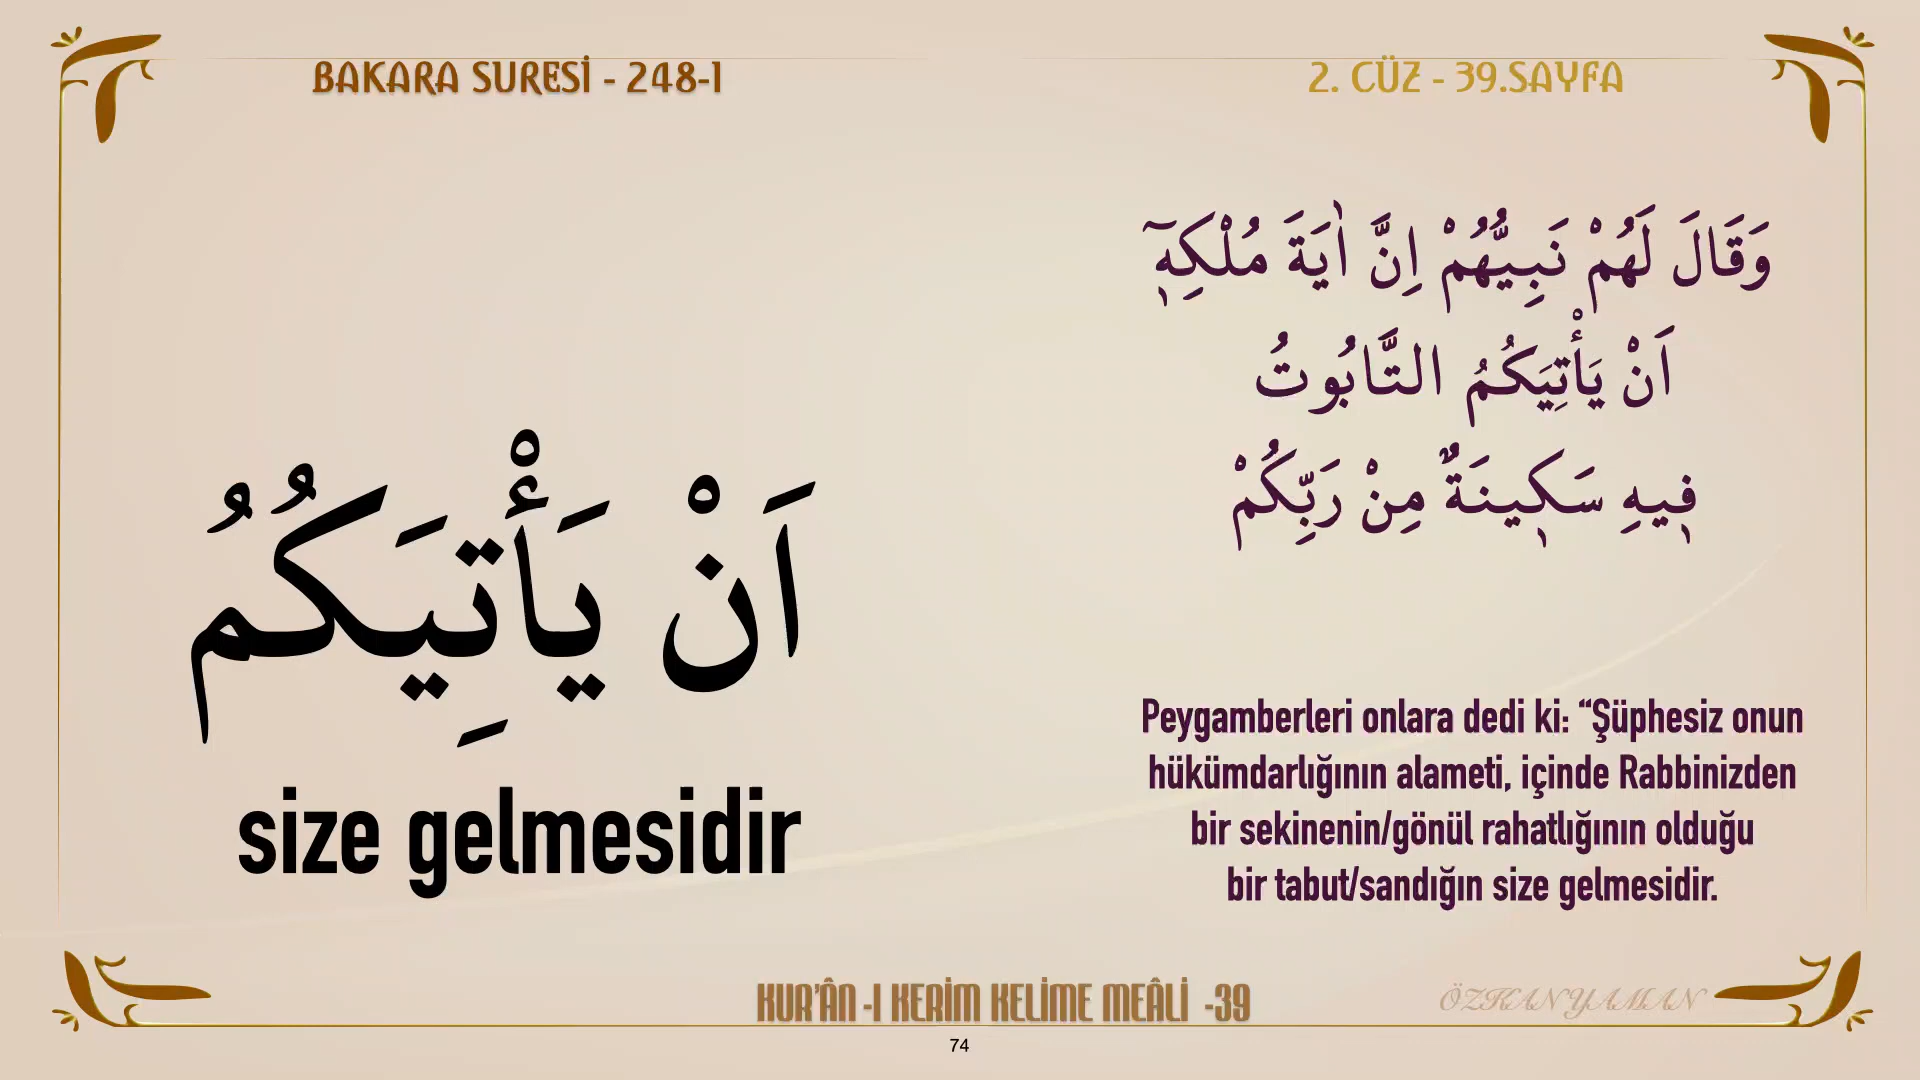 BAKARA SURESİ - 248-I
2. CÜZ - 39.SAYFA
وَقَالَ لَهُمْ نَبِيُّهُمْ اِنَّ اٰيَةَ مُلْكِه۪ٓ
اَنْ يَأْتِيَكُمُ التَّابُوتُ
ف۪يهِ سَك۪ينَةٌ مِنْ رَبِّكُمْ
اَنْ يَأْتِيَكُمُ
size gelmesidir
Peygamberleri onlara dedi ki: “Şüphesiz onun
hükümdarlığının alameti, içinde Rabbinizden
bir sekinenin/gönül rahatlığının olduğu
bir tabut/sandığın size gelmesidir.
KUR’ÂN -I KERİM KELİME MEÂLİ -39
ÖZKAN YAMAN
74